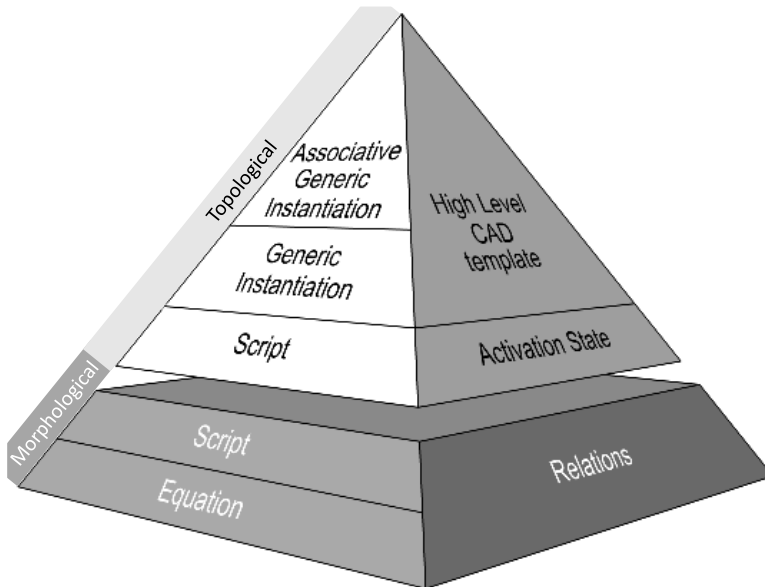 Topological
Associative
Generic
Instantiation
High Level
CAD
template
Generic
Instantiation
Script
Activation State
Morphological
Script
Relations
Equation